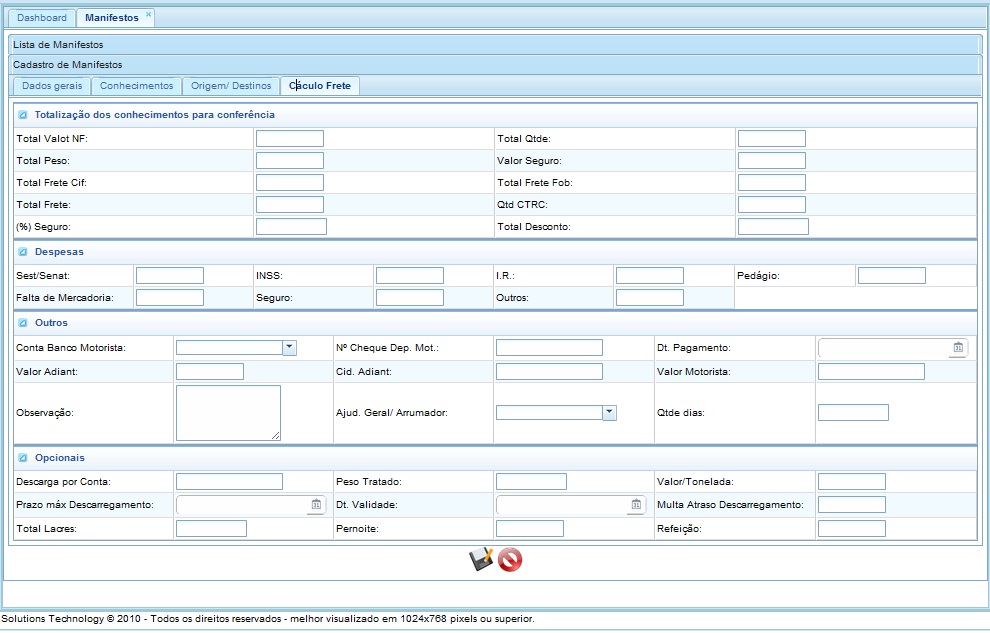 Dashboard Manifestos
Lista de Manifestos
Cadastro de Manifestos
Dados gerais Conhecimentos Origem/ Destinos Cáculo Frete
Totalização dos conhecimentos para conferência
Total Valot NF: Total Qtde:
Total Peso: Valor Seguro:
Total Frete Cif: Total Frete Fob:
Total Frete: Qtd CTRC:
(%) Seguro: Total Desconto:
Despesas
Sest/Senat: INSS: I.R.: Pedágio:
Falta de Mercadoria: Seguro: Outros:
Outros
Conta Banco Motorista: Nº Cheque Dep. Mot.: Dt. Pagamento:
Valor Adiant: Cid. Adiant: Valor Motorista:
Observação: Ajud. Geral/ Arrumador: Qtde dias:
Opcionais
Descarga por Conta: Peso Tratado: Valor/Tonelada:
Prazo máx Descarregamento: Dt. Validade: Multa Atraso Descarregamento:
Total Lacres: Pernoite: Refeição:
Solutions Technology © 2010 - Todos os direitos reservados - melhor visualizado em 1024x768 pixels ou superior.